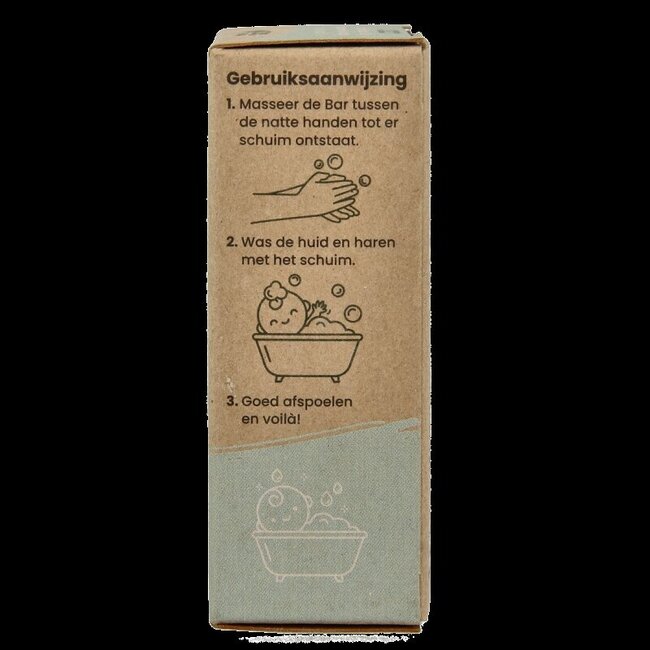 Gebruiksaanwijzing
1. Masseer de Bar tussen
de natte handen tot er
schuim ontstaat.
2. Was de huid en haren
met het schuim.
3. Goed afspoelen
en voilà!